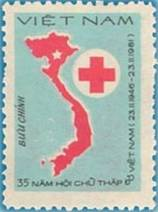 VIỆT NAM
BƯU CHÍNH
35 NĂM HỘI CHỮ THẬP ĐỎ VIỆT NAM (23.11.1946-23.11.1981)